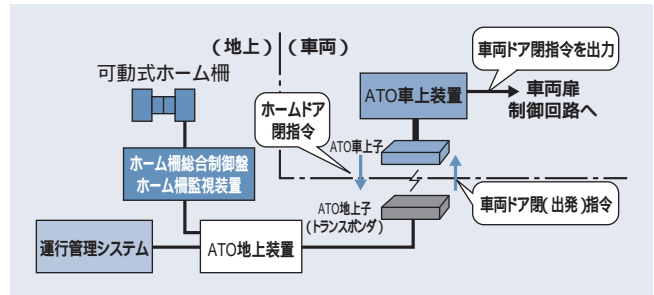 (地上)
(車両)
車両ドア閉指令を出力
可動式ホーム柵
ATO車上装置
車両扉
制御回路へ
ホームドア
閉指令
ATO車上子
ホーム柵総合制御盤
ホーム柵監視装置
ATO地上子
(トランスポンダ)
車両ドア閉(出発)指令
運行管理システム
ATO地上装置